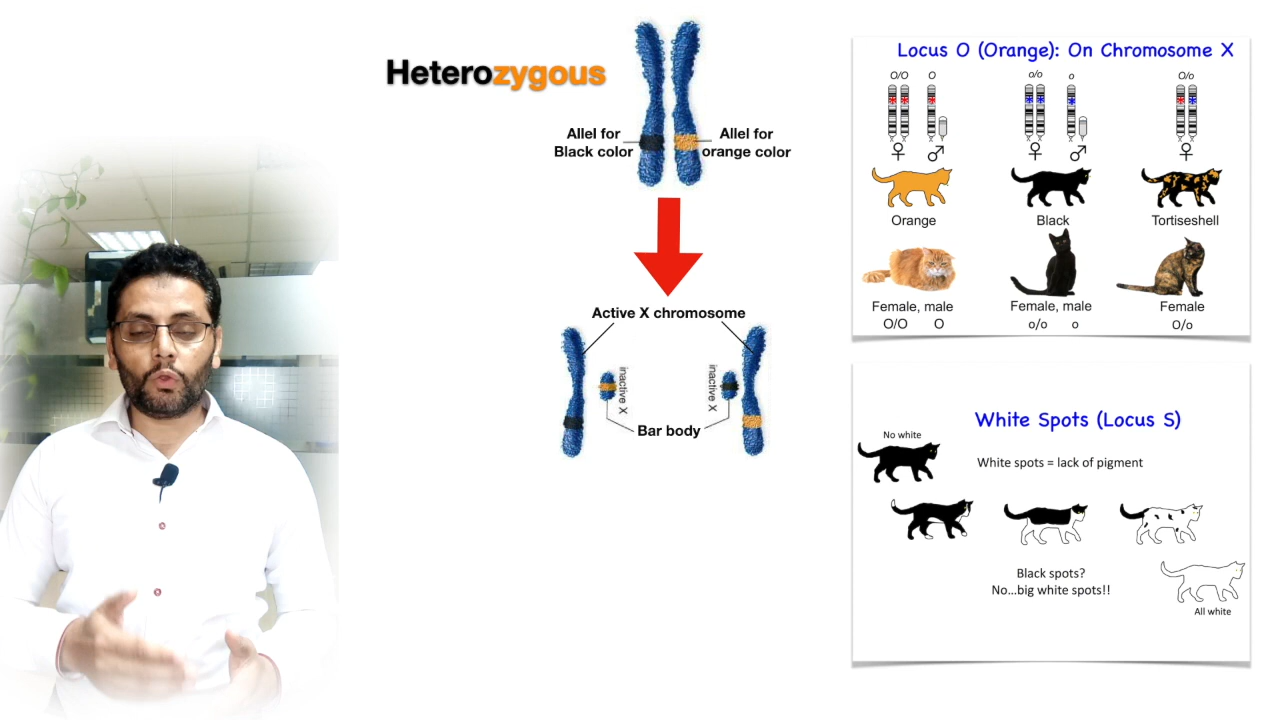 Heterozygous
Allel for
Black color
Allel for
orange color
Active X chromosome
inactive X
inactive X
Bar body
Locus O (Orange): On Chromosome X
O/O O o/o o O/o
♀ ♂ ♀ ♂ ♀
Orange Black Tortiseshell
Female, male Female, male Female
O/O O o/o o O/o
White Spots (Locus S)
No white
White spots = lack of pigment
Black spots?
No...big white spots!!
All white